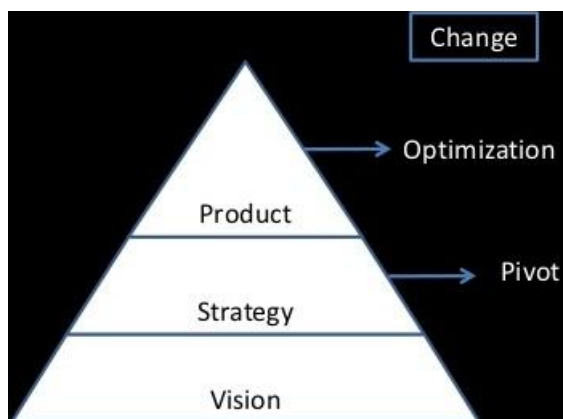 Change
Optimization
Product
Pivot
Strategy
Vision